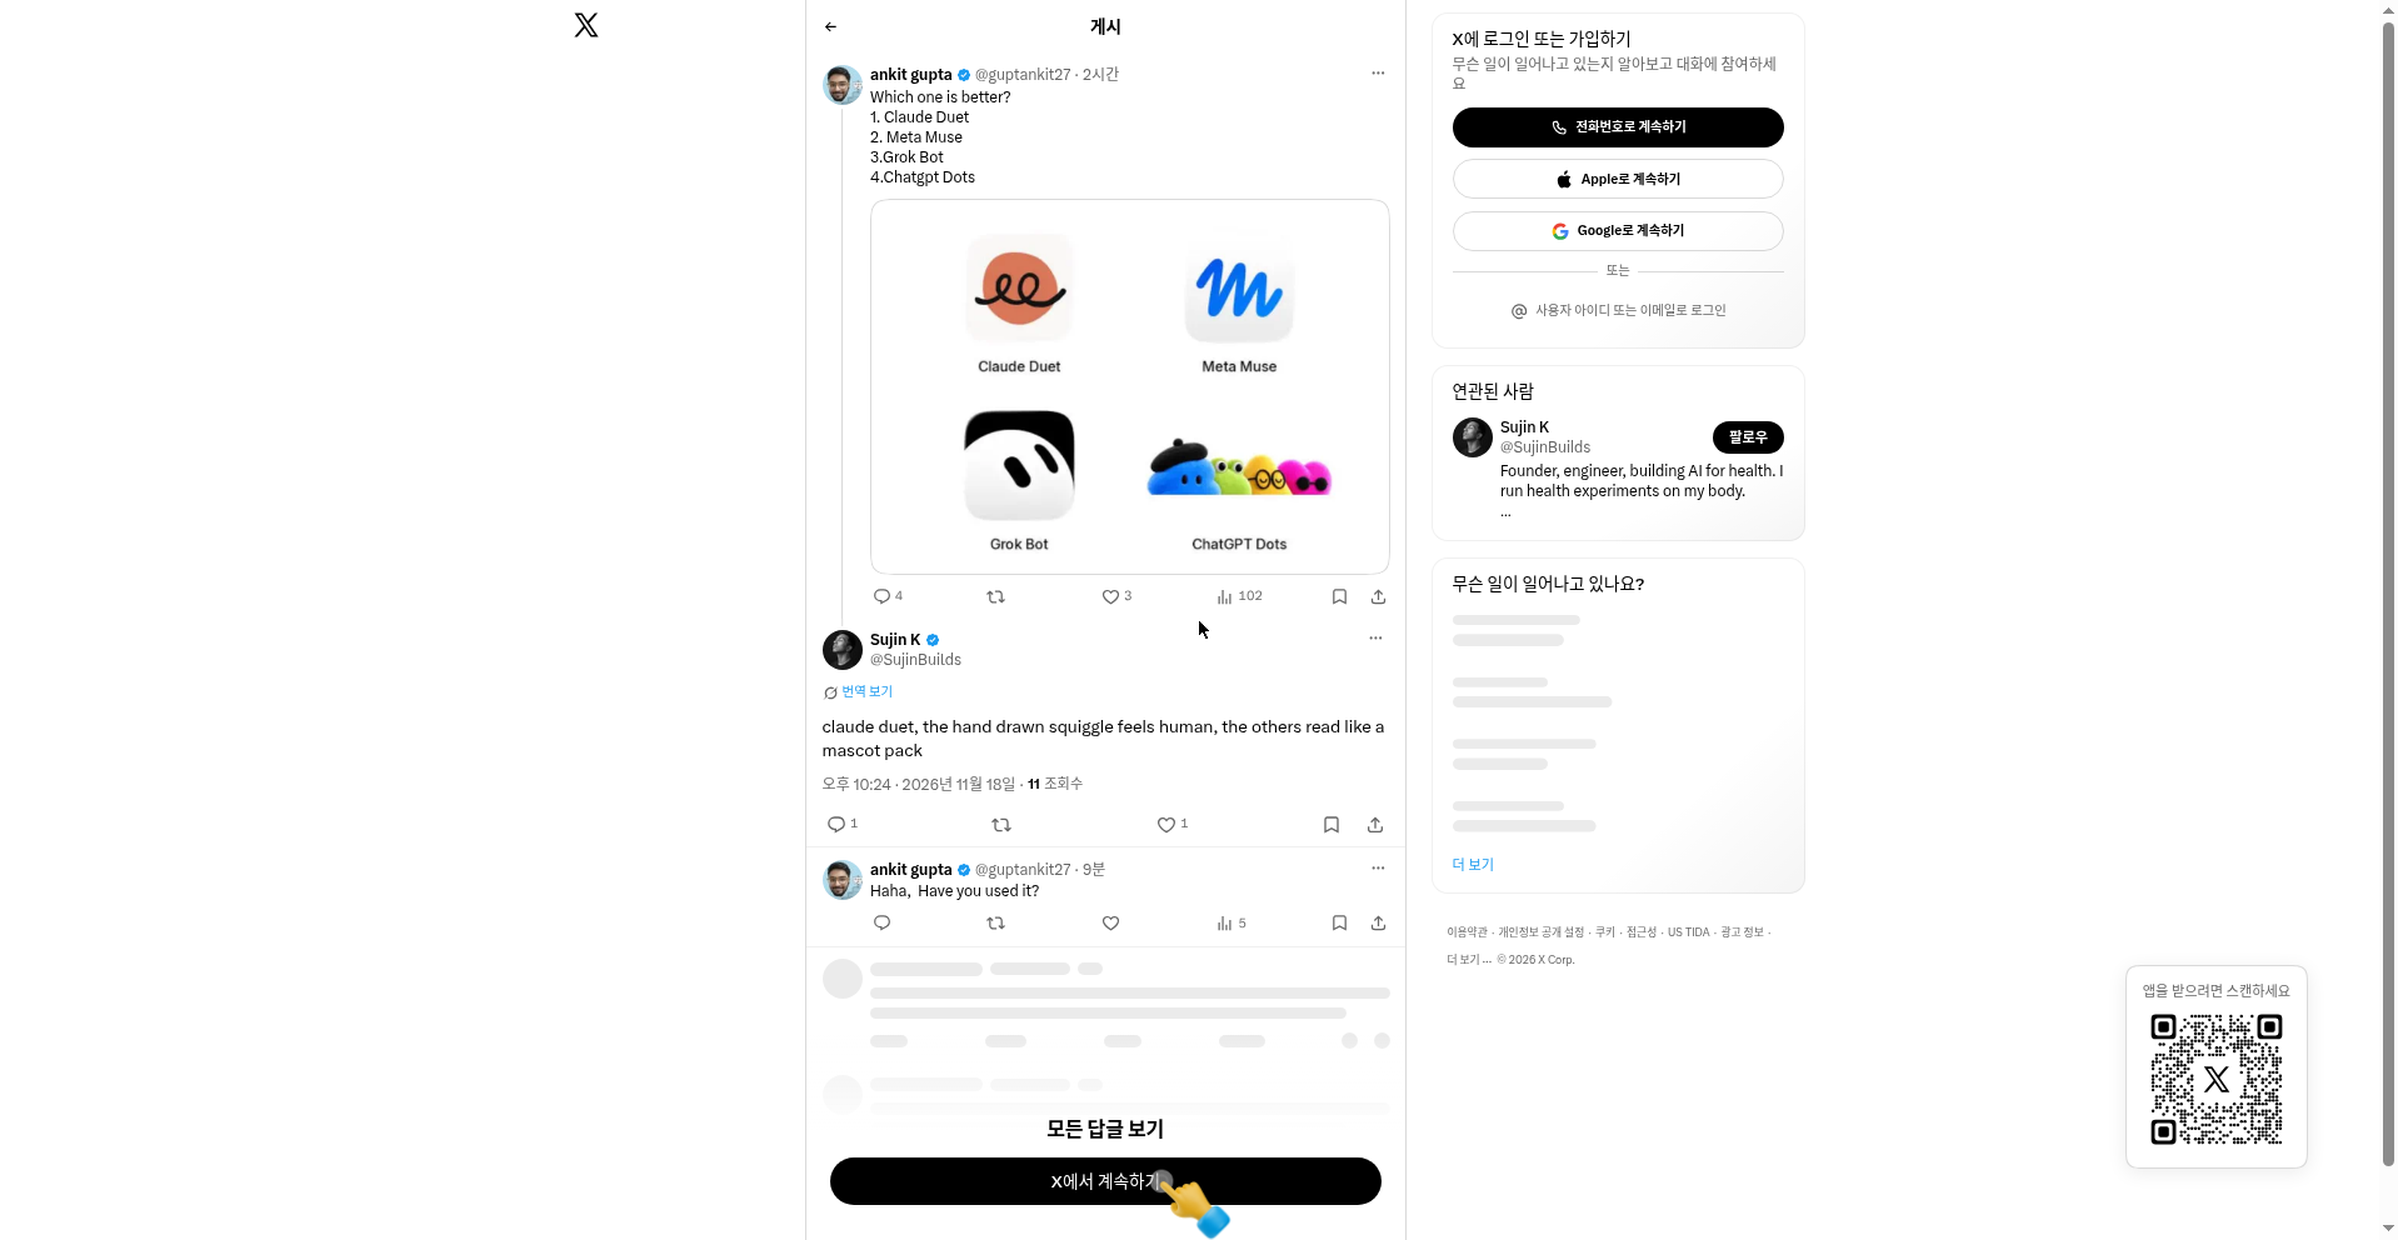 게시
ankit gupta @guptankit27 · 2시간
Which one is better?
1. Claude Duet
2. Meta Muse
3.Grok Bot
4.Chatgpt Dots
Claude Duet
Meta Muse
Grok Bot
ChatGPT Dots
4
3
102
Sujin K
@SujinBuilds
번역 보기
claude duet, the hand drawn squiggle feels human, the others read like a
mascot pack
오후 10:24 · 2026년 11월 18일 · 11 조회수
1
1
ankit gupta @guptankit27 · 9분
Haha,  Have you used it?
5
모든 답글 보기
X에서 계속하기
X에 로그인 또는 가입하기
무슨 일이 일어나고 있는지 알아보고 대화에 참여하세
요
전화번호로 계속하기
Apple로 계속하기
Google로 계속하기
또는
@ 사용자 아이디 또는 이메일로 로그인
연관된 사람
Sujin K
@SujinBuilds
팔로우
Founder, engineer, building AI for health. I
run health experiments on my body.
...
무슨 일이 일어나고 있나요?
더 보기
이용약관 · 개인정보 공개 설정 · 쿠키 · 접근성 · US TIDA · 광고 정보 ·
더 보기 ... © 2026 X Corp.
앱을 받으려면 스캔하세요